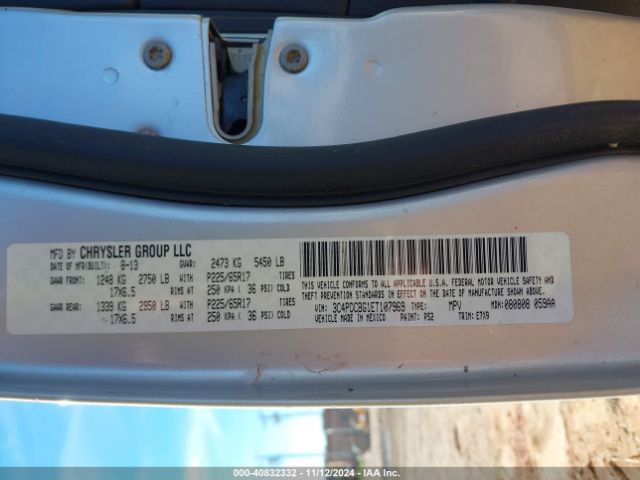 MFD BY CHRYSLER GROUP LLC
DATE OF MFR(BUILT): 8-13 GVWR: 2473 KG 5450 LB
GAWR FRONT: 1248 KG 2750 LB WITH P225/65R17 TIRES
17X6.5 RIMS AT 250 KPA ( 36 PSI) COLD
GAWR REAR: 1339 KG 2950 LB WITH P225/65R17 TIRES
17X6.5 RIMS AT 250 KPA ( 36 PSI) COLD
THIS VEHICLE CONFORMS TO ALL APPLICABLE U.S.A. FEDERAL MOTOR VEHICLE SAFETY AND
THEFT PREVENTION STANDARDS IN EFFECT ON THE DATE OF MANUFACTURE SHOWN ABOVE.
VIN: 3C4PDCBG1ET107969 TYPE: MPV MDH: 080808 059AA
VEHICLE MADE IN MEXICO PAINT: PS2 TRIM: E7X9
000-40832332 - 11/12/2024 - IAA Inc.